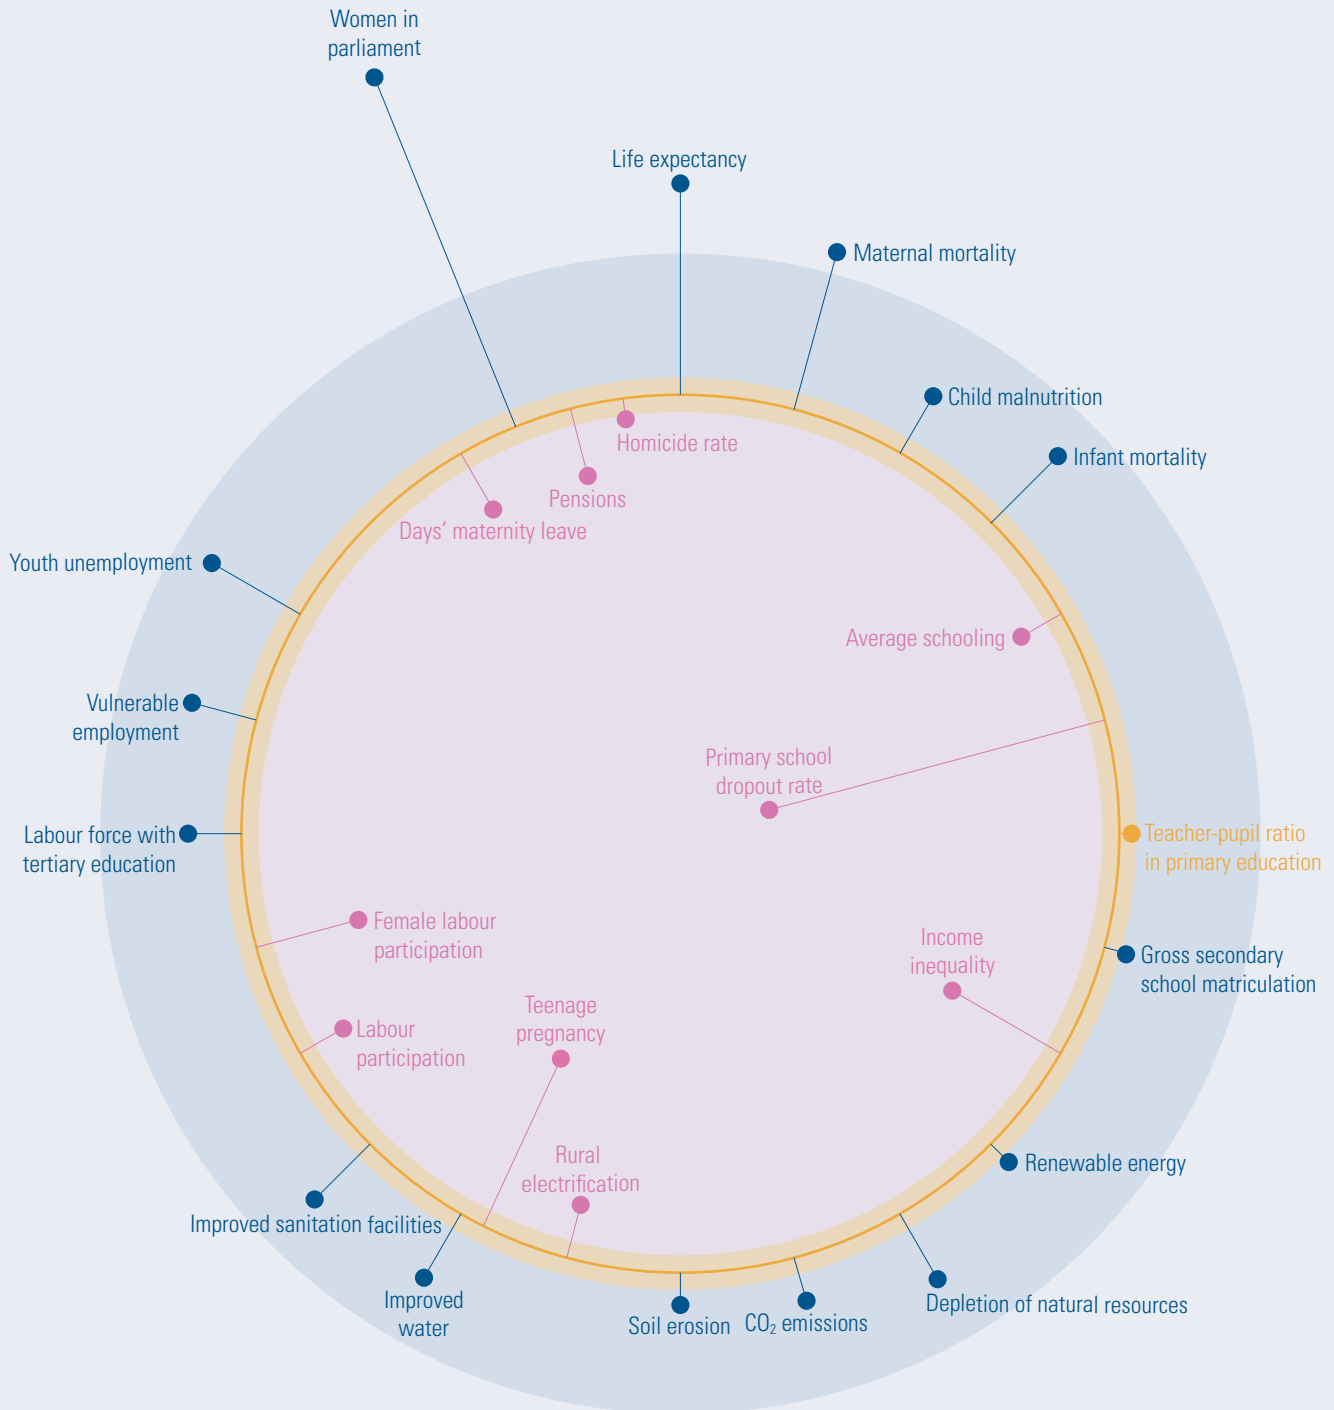 Women in
parliament
Life expectancy
Maternal mortality
Child malnutrition
Homicide rate
Infant mortality
Pensions
Days’ maternity leave
Youth unemployment
Average schooling
Vulnerable
employment
Primary school
dropout rate
Labour force with
tertiary education
Teacher-pupil ratio
in primary education
Female labour
participation
Income
inequality
Gross secondary
school matriculation
Teenage
pregnancy
Labour
participation
Rural
electrification
Renewable energy
Improved sanitation facilities
Improved
water
Soil erosion
CO₂ emissions
Depletion of natural resources